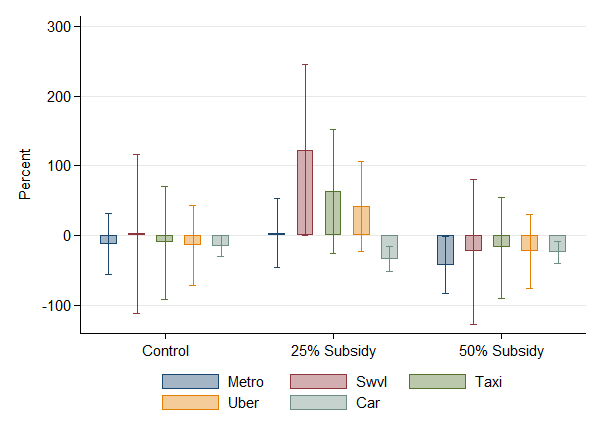 300
200
100
0
-100
Percent
Control 25% Subsidy 50% Subsidy
Metro Swvl Taxi
Uber Car